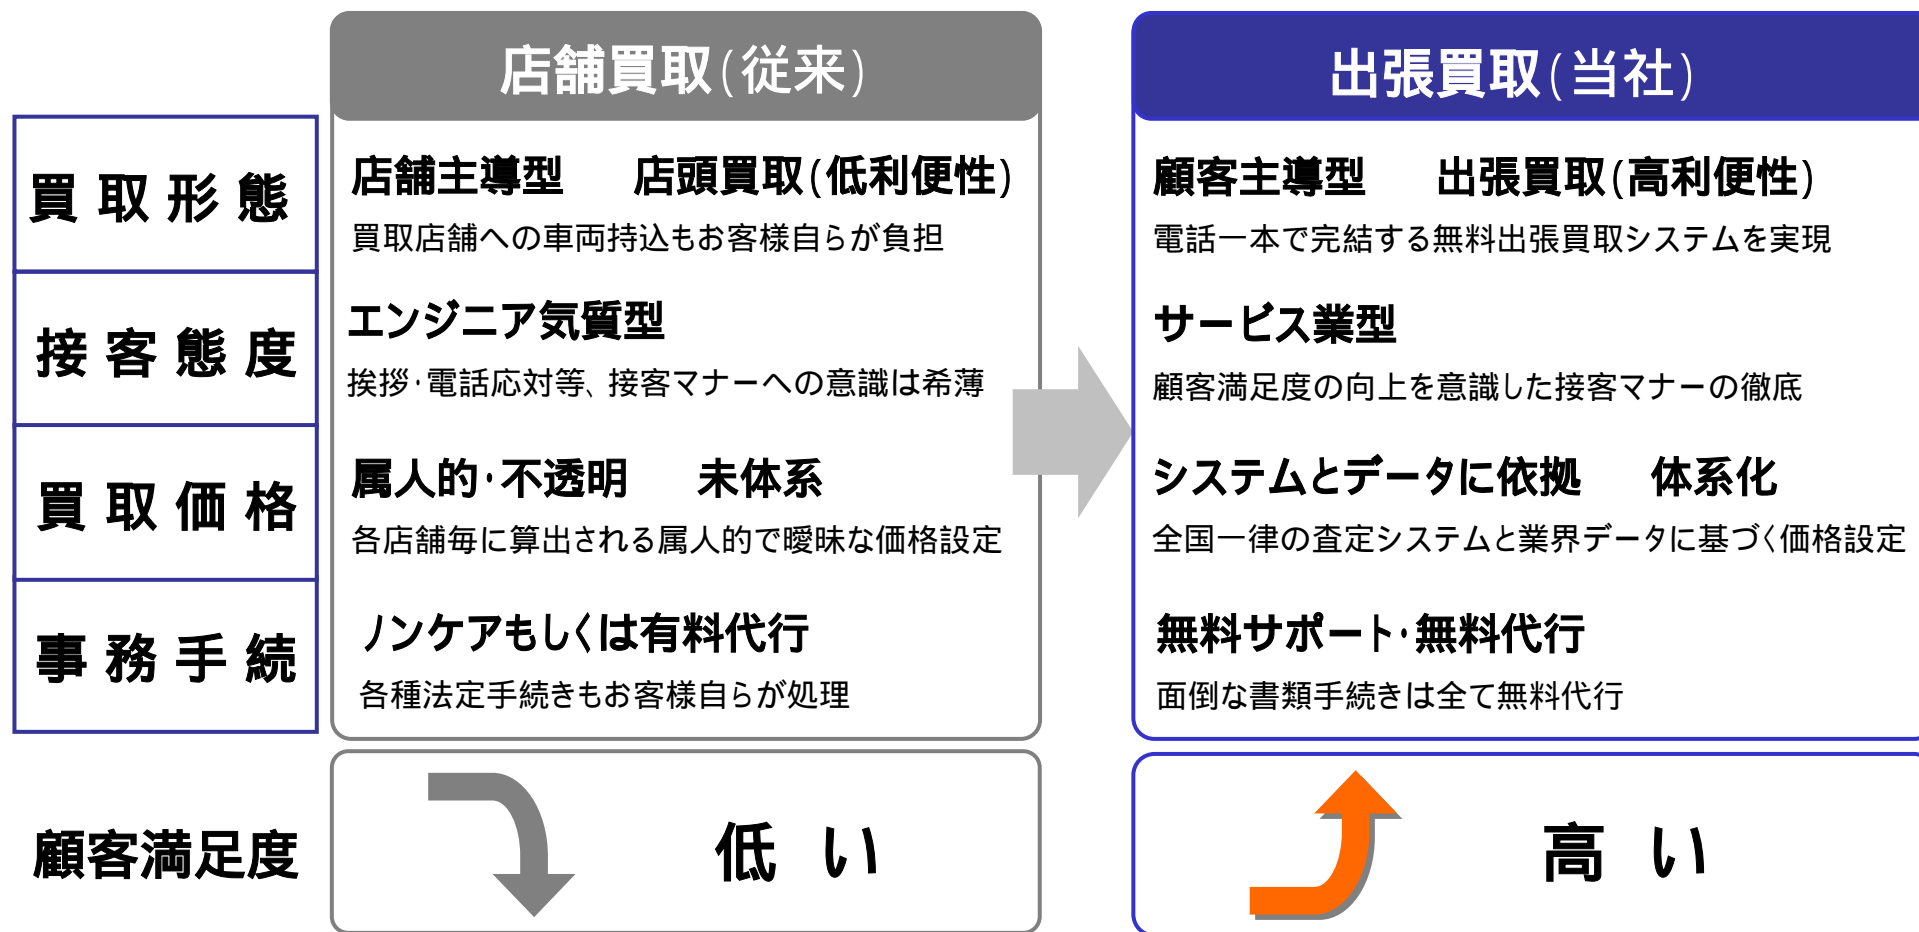 店舗買取(従来)
出張買取(当社)
買取形態
店舗主導型 店頭買取(低利便性)
買取店舗への車両持込もお客様自らが負担
顧客主導型 出張買取(高利便性)
電話一本で完結する無料出張買取システムを実現
接客態度
エンジニア気質型
挨拶・電話応対等、接客マナーへの意識は希薄
サービス業型
顧客満足度の向上を意識した接客マナーの徹底
買取価格
属人的・不透明 未体系
各店舗毎に算出される属人的で曖昧な価格設定
システムとデータに依拠 体系化
全国一律の査定システムと業界データに基づく価格設定
事務手続
ノンケアもしくは有料代行
各種法定手続きもお客様自らが処理
無料サポート・無料代行
面倒な書類手続きは全て無料代行
顧客満足度
低い
高い